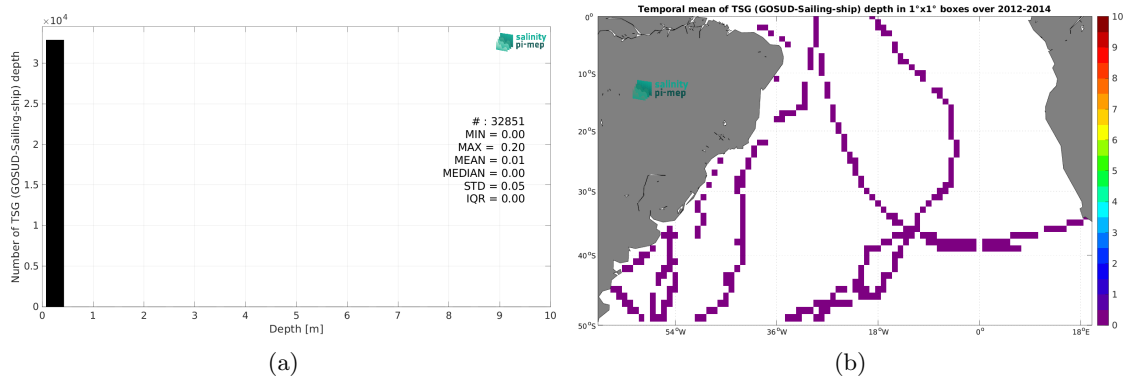 ×10⁴
3
2.5
2
1.5
1
0.5
0
Number of TSG (GOSUD-Sailing-ship) depth
salinity
pi-mep
# : 32851
MIN = 0.00
MAX = 0.20
MEAN = 0.01
MEDIAN = 0.00
STD = 0.05
IQR = 0.00
0 1 2 3 4 5 6 7 8 9 10
Depth [m]
(a)
Temporal mean of TSG (GOSUD-Sailing-ship) depth in 1°x1° boxes over 2012-2014
0°
10°S
20°S
30°S
40°S
50°S
salinity
pi-mep
54°W 36°W 18°W 0° 18°E
10
9
8
7
6
5
4
3
2
1
0
(b)